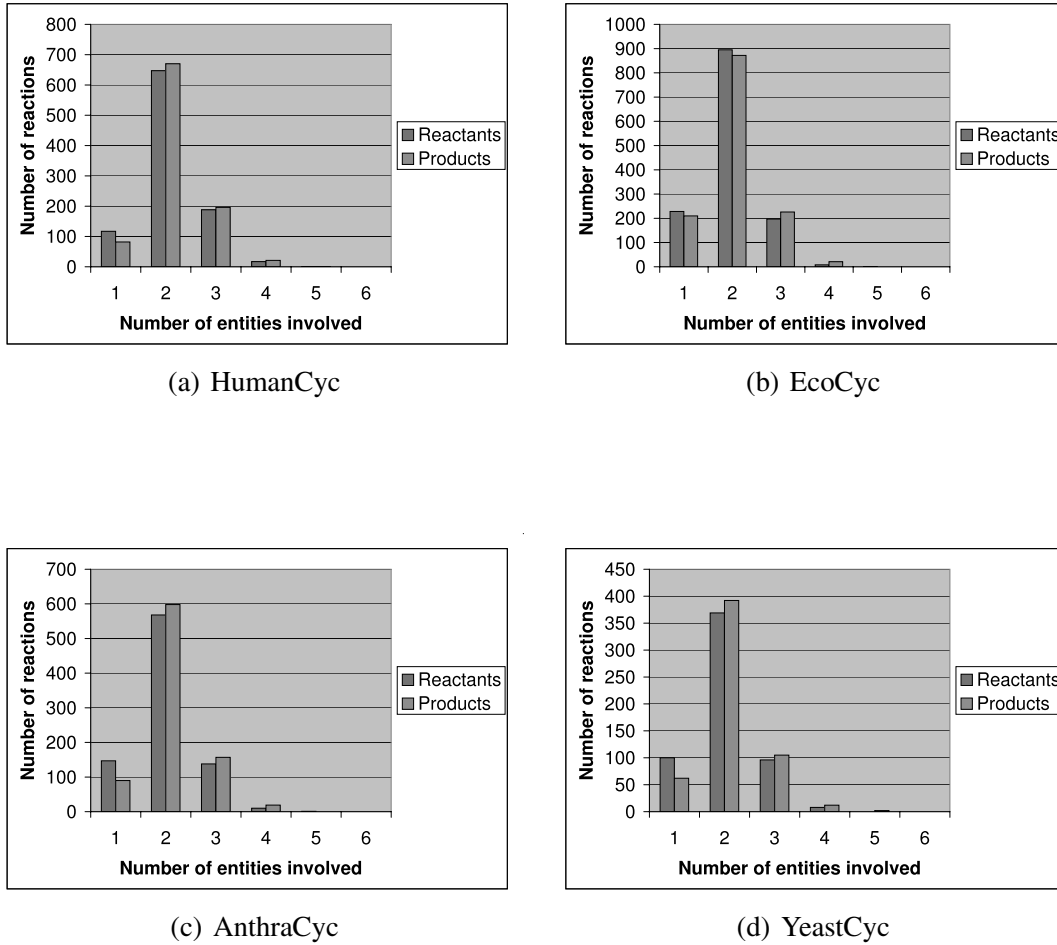 800
700
600
500
400
300
200
100
0
Number of reactions
1 2 3 4 5 6
Number of entities involved
Reactants
Products
(a) HumanCyc
1000
900
800
700
600
500
400
300
200
100
0
Number of reactions
1 2 3 4 5 6
Number of entities involved
Reactants
Products
(b) EcoCyc
700
600
500
400
300
200
100
0
Number of reactions
1 2 3 4 5 6
Number of entities involved
Reactants
Products
(c) AnthraCyc
450
400
350
300
250
200
150
100
50
0
Number of reactions
1 2 3 4 5 6
Number of entities involved
Reactants
Products
(d) YeastCyc